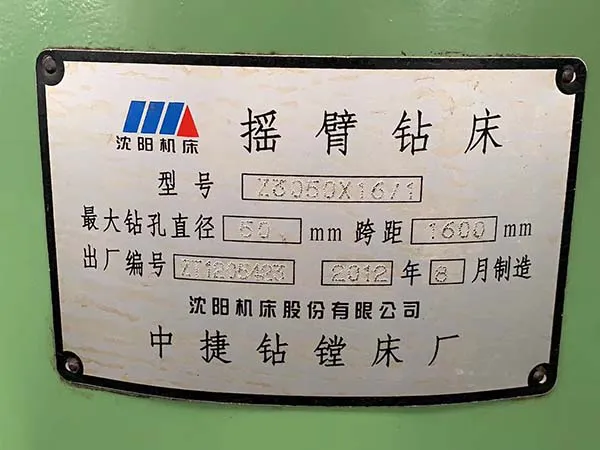 沈阳机床
摇臂钻床
型号 Z3050X16/1
最大钻孔直径 50 mm 跨距 1600 mm
出厂编号 ZT1205423 2012 年 8 月制造
沈阳机床股份有限公司
中捷钻镗床厂